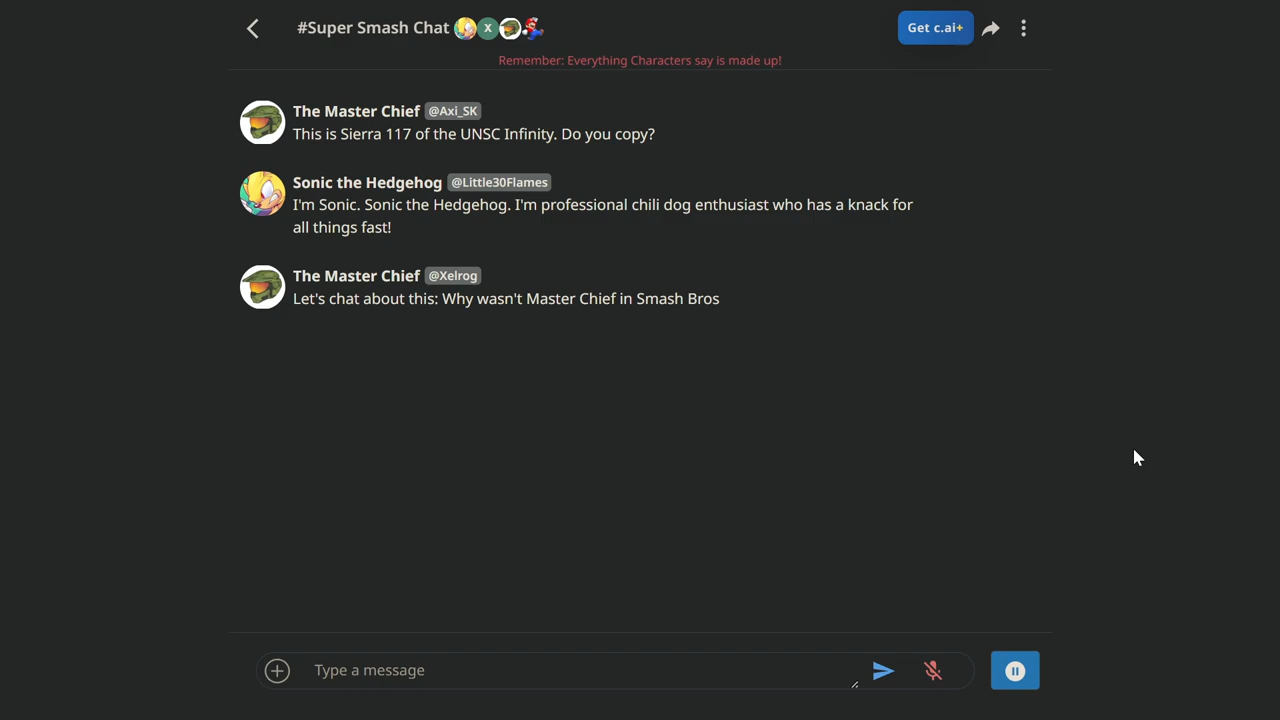 #Super Smash Chat
X
Get c.ai+
Remember: Everything Characters say is made up!
The Master Chief @Axi_SK
This is Sierra 117 of the UNSC Infinity. Do you copy?
Sonic the Hedgehog @Little30Flames
I'm Sonic. Sonic the Hedgehog. I'm professional chili dog enthusiast who has a knack for
all things fast!
The Master Chief @Xelrog
Let's chat about this: Why wasn't Master Chief in Smash Bros
Type a message